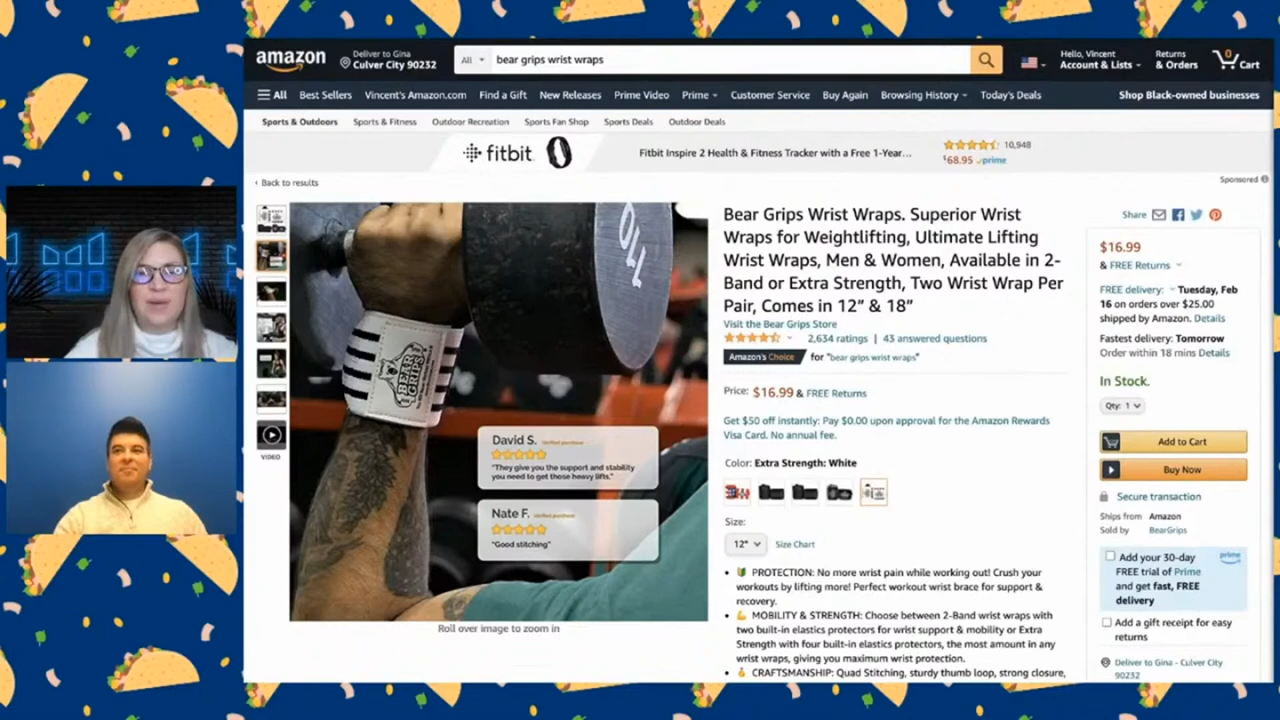 amazon
Deliver to Gina
Culver City 90232
All
bear grips wrist wraps
Hello, Vincent
Account & Lists
Returns
& Orders
0
Cart
All
Best Sellers
Vincent's Amazon.com
Find a Gift
New Releases
Prime Video
Prime
Customer Service
Buy Again
Browsing History
Today's Deals
Shop Black-owned businesses
Sports & Outdoors
Sports & Fitness
Outdoor Recreation
Sports Fan Shop
Sports Deals
Outdoor Deals
fitbit
Fitbit Inspire 2 Health & Fitness Tracker with a Free 1-Year...
10,948
$68.95 prime
Sponsored
‹ Back to results
Bear Grips Wrist Wraps. Superior Wrist
Wraps for Weightlifting, Ultimate Lifting
Wrist Wraps, Men & Women, Available in 2-
Band or Extra Strength, Two Wrist Wrap Per
Pair, Comes in 12” & 18”
Visit the Bear Grips Store
2,634 ratings | 43 answered questions
Amazon's Choice for "bear grips wrist wraps"
Price: $16.99 & FREE Returns
Get $50 off instantly: Pay $0.00 upon approval for the Amazon Rewards
Visa Card. No annual fee.
Color: Extra Strength: White
Size:
12"
Size Chart
PROTECTION: No more wrist pain while working out! Crush your
workouts by lifting more! Perfect workout wrist brace for support &
recovery.
MOBILITY & STRENGTH: Choose between 2-Band wrist wraps with
two built-in elastics protectors for wrist support & mobility or Extra
Strength with four built-in elastics protectors, the most amount in any
wrist wraps, giving you maximum wrist protection.
CRAFTSMANSHIP: Quad Stitching, sturdy thumb loop, strong closure,
110
BEAR
GRIPS
David S. Verified purchase
"They give you the support and stability
you need to get those heavy lifts."
Nate F. Verified purchase
"Good stitching"
VIDEO
Roll over image to zoom in
Share
$16.99
& FREE Returns
FREE delivery: Tuesday, Feb
16 on orders over $25.00
shipped by Amazon. Details
Fastest delivery: Tomorrow
Order within 18 mins Details
In Stock.
Qty: 1
Add to Cart
Buy Now
Secure transaction
Ships from Amazon
Sold by BearGrips
Add your 30-day
FREE trial of Prime
and get fast, FREE
delivery
prime
Add a gift receipt for easy
returns
Deliver to Gina - Culver City
90232